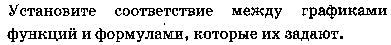 Установите соответствие между графиками
функций и формулами, которые их задают.